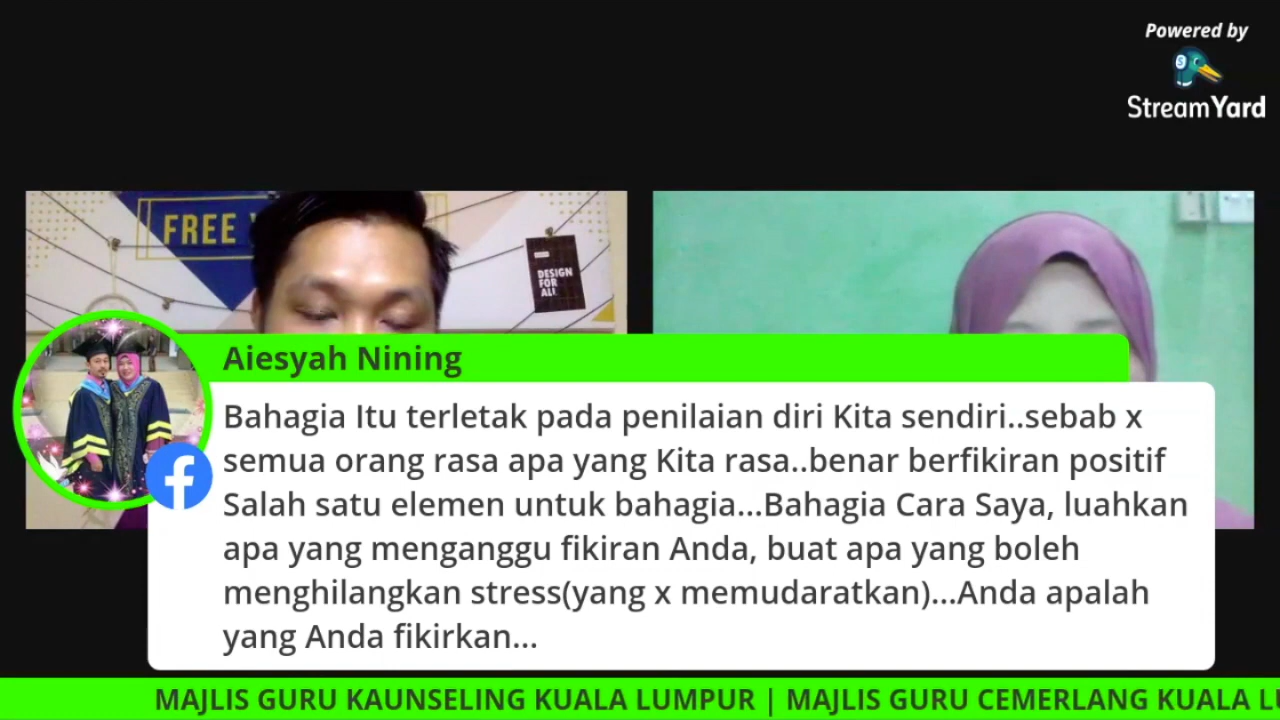 Powered by
StreamYard
FREE
DESIGN
FOR
ALL
Aiesyah Nining
Bahagia Itu terletak pada penilaian diri Kita sendiri..sebab x
semua orang rasa apa yang Kita rasa..benar berfikiran positif
Salah satu elemen untuk bahagia...Bahagia Cara Saya, luahkan
apa yang menganggu fikiran Anda, buat apa yang boleh
menghilangkan stress(yang x memudaratkan)...Anda apalah
yang Anda fikirkan...
MAJLIS GURU KAUNSELING KUALA LUMPUR | MAJLIS GURU CEMERLANG KUALA